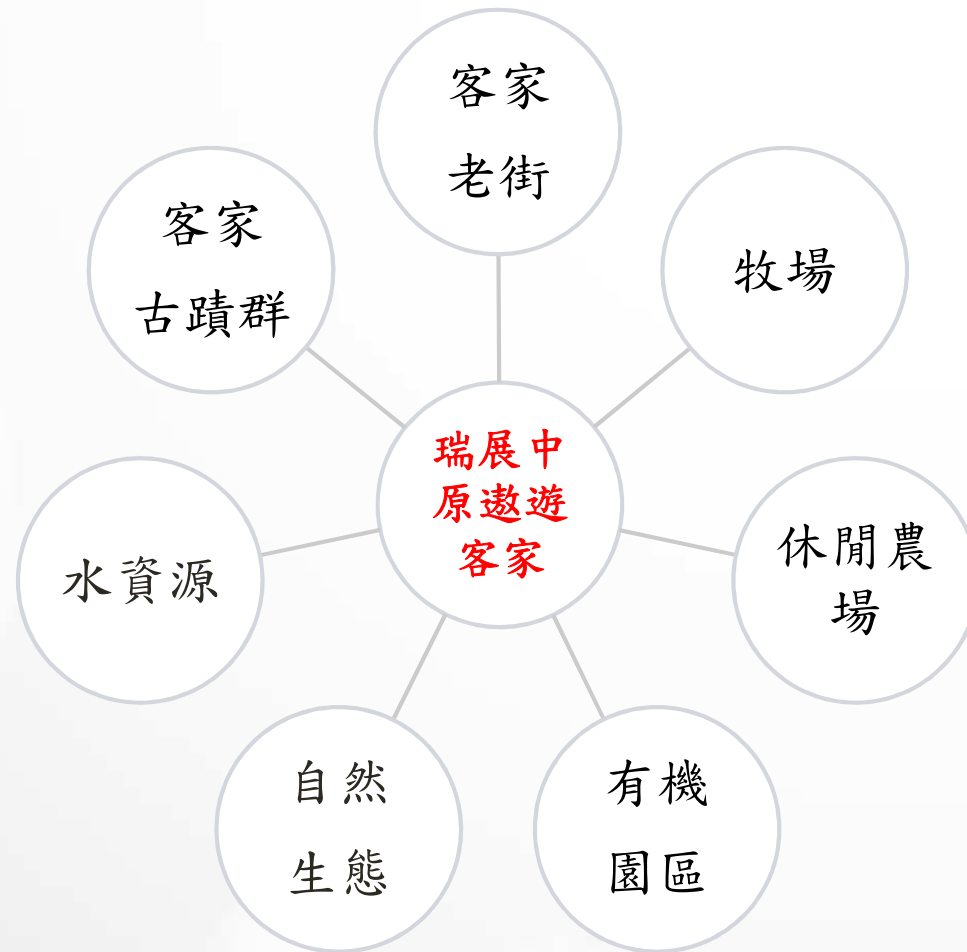 客家
老街
牧場
休閒農
場
有機
園區
自然
生態
水資源
客家
古蹟群
瑞展中
原遨遊
客家